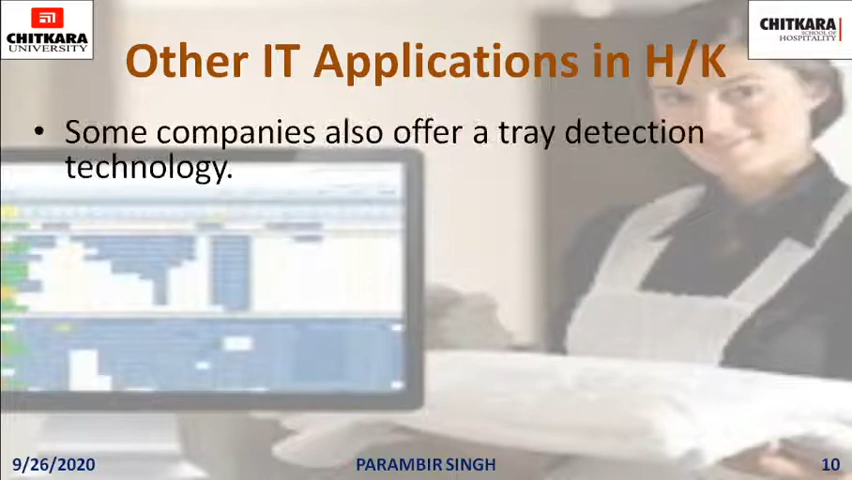 CHITKARA
UNIVERSITY
CHITKARA
SCHOOL OF
HOSPITALITY
Other IT Applications in H/K
• Some companies also offer a tray detection
technology.
9/26/2020
PARAMBIR SINGH
10